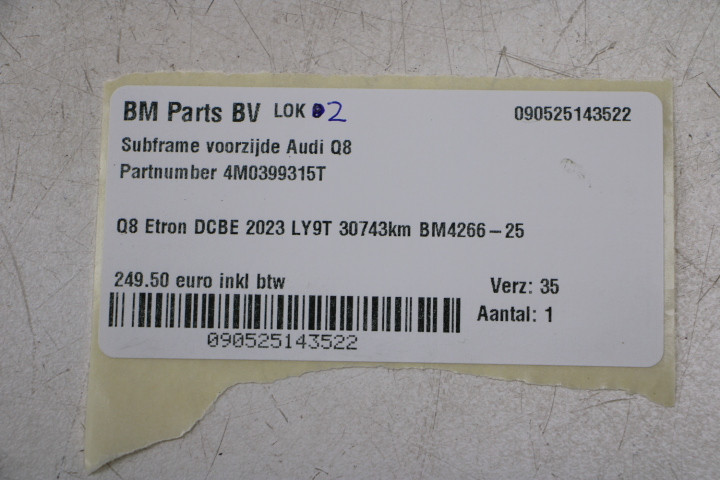 BM Parts BV LOK 2 090525143522
Subframe voorzijde Audi Q8
Partnumber 4M0399315T
Q8 Etron DCBE 2023 LY9T 30743km BM4266-25
249.50 euro inkl btw Verz: 35
Aantal: 1
090525143522